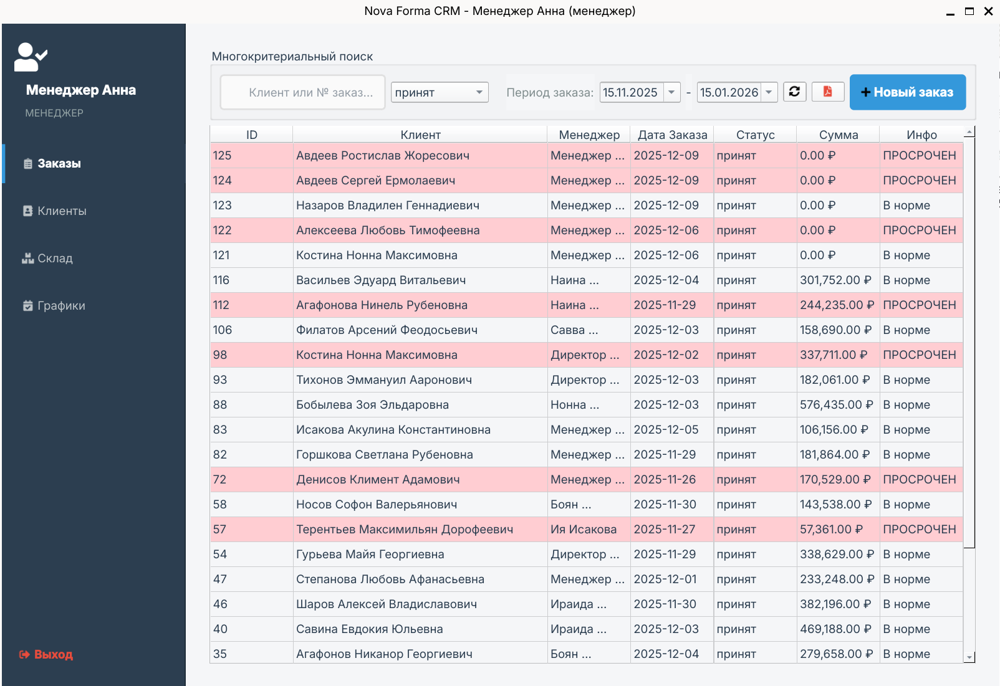 Nova Forma CRM - Менеджер Анна (менеджер)
Менеджер Анна
МЕНЕДЖЕР
Заказы
Клиенты
Склад
Графики
Выход
Многокритериальный поиск
Клиент или № заказ... принят Период заказа: 15.11.2025 - 15.01.2026 Новый заказ
ID Клиент Менеджер Дата Заказа Статус Сумма Инфо
125 Авдеев Ростислав Жоресович Менеджер ... 2025-12-09 принят 0.00 ₽ ПРОСРОЧЕН
124 Авдеев Сергей Ермолаевич Менеджер ... 2025-12-09 принят 0.00 ₽ ПРОСРОЧЕН
123 Назаров Владилен Геннадиевич Менеджер ... 2025-12-09 принят 0.00 ₽ В норме
122 Алексеева Любовь Тимофеевна Менеджер ... 2025-12-06 принят 0.00 ₽ ПРОСРОЧЕН
121 Костина Нонна Максимовна Менеджер ... 2025-12-06 принят 0.00 ₽ В норме
116 Васильев Эдуард Витальевич Наина ... 2025-12-04 принят 301,752.00 ₽ В норме
112 Агафонова Нинель Рубеновна Наина ... 2025-11-29 принят 244,235.00 ₽ ПРОСРОЧЕН
106 Филатов Арсений Феодосьевич Савва ... 2025-12-03 принят 158,690.00 ₽ В норме
98 Костина Нонна Максимовна Директор ... 2025-12-02 принят 337,711.00 ₽ ПРОСРОЧЕН
93 Тихонов Эммануил Ааронович Директор ... 2025-12-03 принят 182,061.00 ₽ В норме
88 Бобылева Зоя Эльдаровна Нонна ... 2025-12-03 принят 576,435.00 ₽ В норме
83 Исакова Акулина Константиновна Менеджер ... 2025-12-05 принят 106,156.00 ₽ В норме
82 Горшкова Светлана Рубеновна Менеджер ... 2025-11-29 принят 181,864.00 ₽ В норме
72 Денисов Климент Адамович Менеджер ... 2025-11-26 принят 170,529.00 ₽ ПРОСРОЧЕН
58 Носов Софон Валерьянович Боян ... 2025-11-30 принят 143,538.00 ₽ В норме
57 Терентьев Максимильян Дорофеевич Ия Исакова 2025-11-27 принят 57,361.00 ₽ ПРОСРОЧЕН
54 Гурьева Майя Георгиевна Директор ... 2025-11-29 принят 338,629.00 ₽ В норме
47 Степанова Любовь Афанасьевна Менеджер ... 2025-12-01 принят 233,248.00 ₽ В норме
46 Шаров Алексей Владиславович Ираида ... 2025-11-30 принят 382,196.00 ₽ В норме
40 Савина Евдокия Юльевна Ираида ... 2025-12-03 принят 469,188.00 ₽ В норме
35 Агафонов Никанор Георгиевич Боян ... 2025-12-04 принят 279,658.00 ₽ В норме